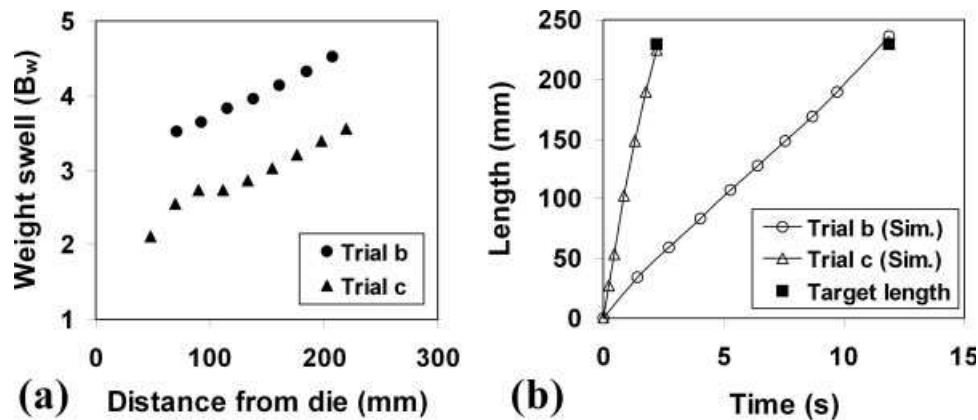 5
4
3
2
1
Weight swell (Bw)
0
100
200
300
Distance from die (mm)
Trial b
Trial c
(a)
250
200
150
100
50
0
Length (mm)
0
5
10
15
Time (s)
Trial b (Sim.)
Trial c (Sim.)
Target length
(b)